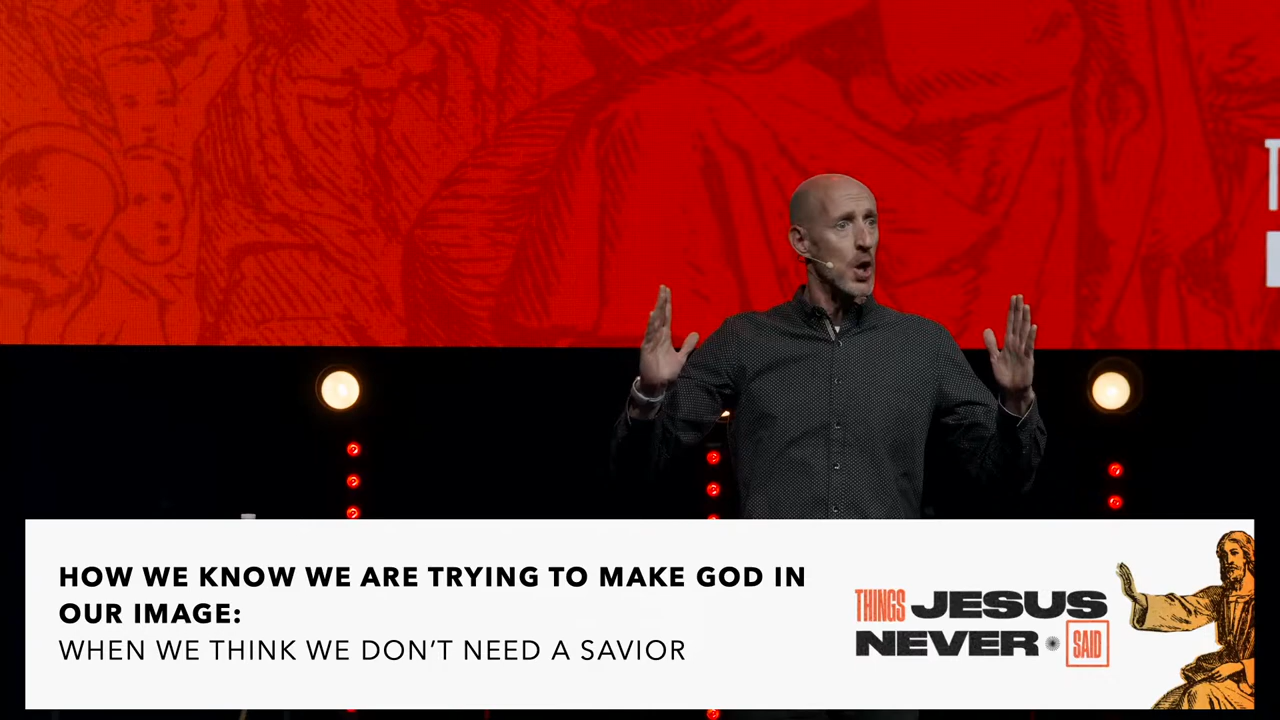 HOW WE KNOW WE ARE TRYING TO MAKE GOD IN
OUR IMAGE:
WHEN WE THINK WE DON'T NEED A SAVIOR
THINGS JESUS
NEVER SAID